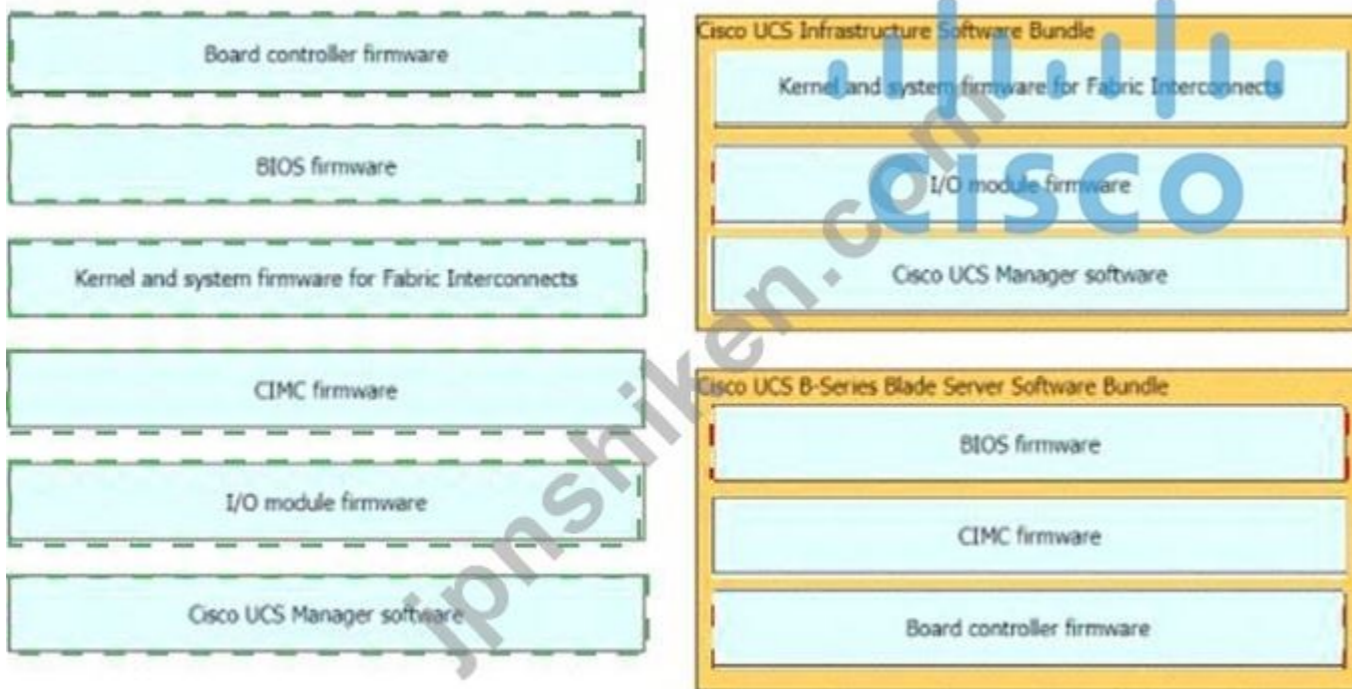 Board controller firmware
BIOS firmware
Kernel and system firmware for Fabric Interconnects
CIMC firmware
I/O module firmware
Cisco UCS Manager software
Cisco UCS Infrastructure Software Bundle
Kernel and system firmware for Fabric Interconnects
I/O module firmware
Cisco UCS Manager software
Cisco UCS B-Series Blade Server Software Bundle
BIOS firmware
CIMC firmware
Board controller firmware
CISCO
jpnshiken.com